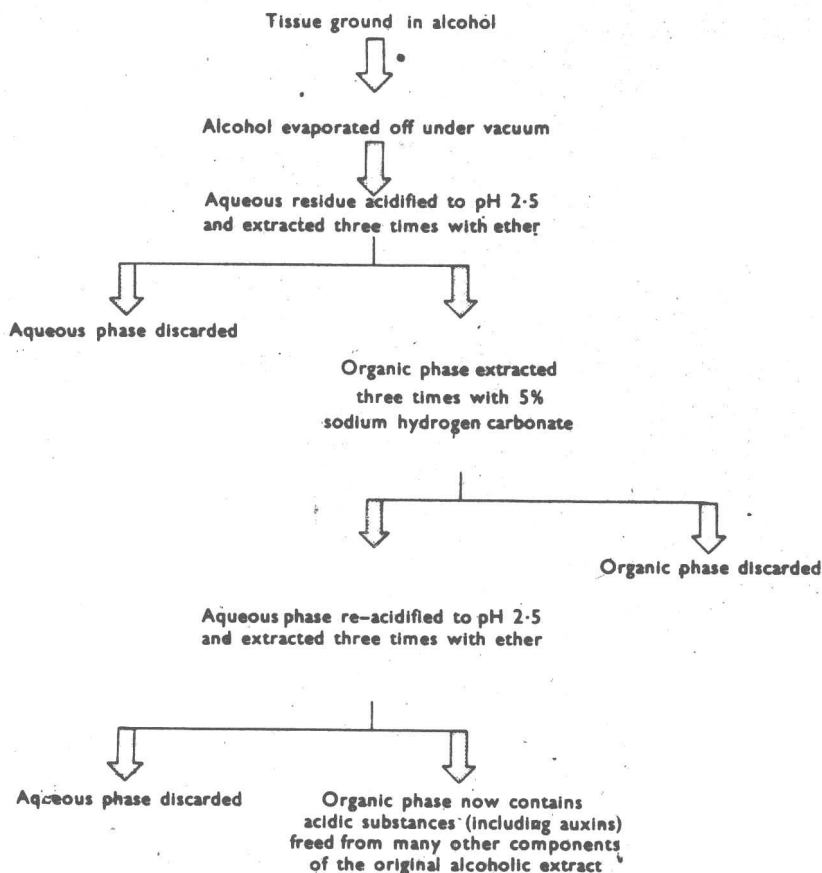 Tissue ground in alcohol
Alcohol evaporated off under vacuum
Aqueous residue acidified to pH 2·5
and extracted three times with ether
Aqueous phase discarded
Organic phase extracted
three times with 5%
sodium hydrogen carbonate
Organic phase discarded
Aqueous phase re-acidified to pH 2·5
and extracted three times with ether
Aqueous phase discarded
Organic phase now contains
acidic substances (including auxins)
freed from many other components
of the original alcoholic extract